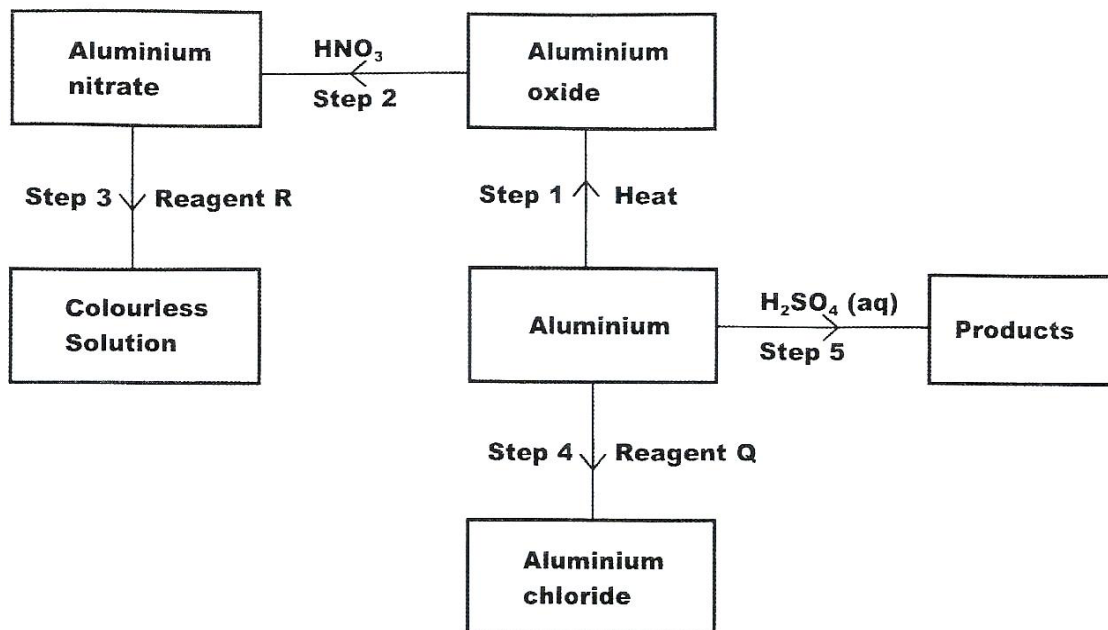 Aluminium
nitrate
HNO₃
Step 2
Aluminium
oxide
Step 3
Reagent R
Step 1
Heat
Colourless
Solution
Aluminium
H₂SO₄ (aq)
Step 5
Products
Step 4
Reagent Q
Aluminium
chloride